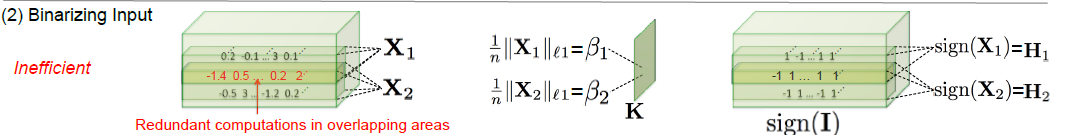 (2) Binarizing Input
Inefficient
0.2 -0.1 ... 3 0.1
-1.4 0.5 ... 0.2 2
-0.5 3 ... -1.2 0.2
X₁
X₂
Redundant computations in overlapping areas
1/n ||X₁||ℓ1=β₁
1/n ||X₂||ℓ1=β₂
K
1 -1 ... 1 1
-1 1 ... 1 1
-1 1 ... -1 1
sign(X₁)=H₁
sign(X₂)=H₂
sign(I)